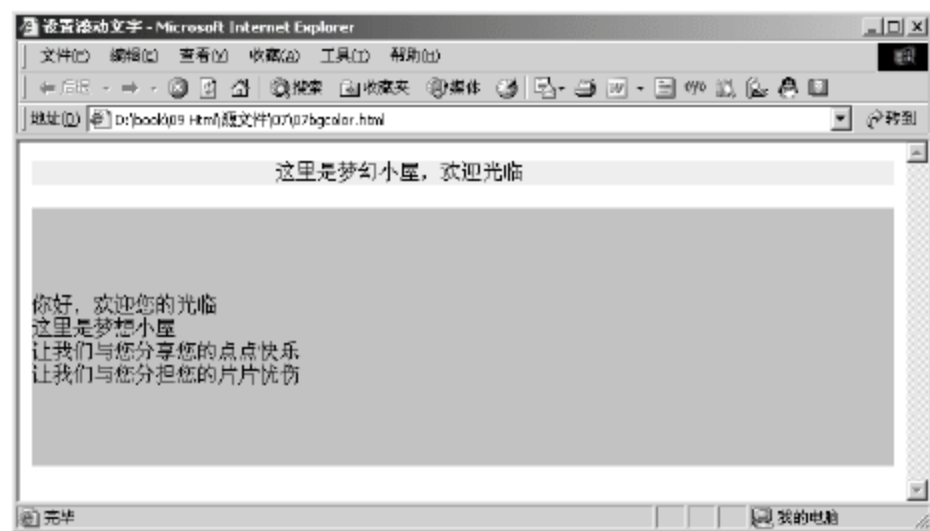 设置滚动文字 - Microsoft Internet Explorer
文件(F) 编辑(E) 查看(V) 收藏(A) 工具(T) 帮助(H)
后退 搜索 收藏夹 媒体
地址(D) D:\book\09 Html\源文件\07\07bgcolor.html 转到
这里是梦幻小屋，欢迎光临
你好，欢迎您的光临
这里是梦想小屋
让我们与您分享您的点点快乐
让我们与您分担您的片片忧伤
完毕 我的电脑